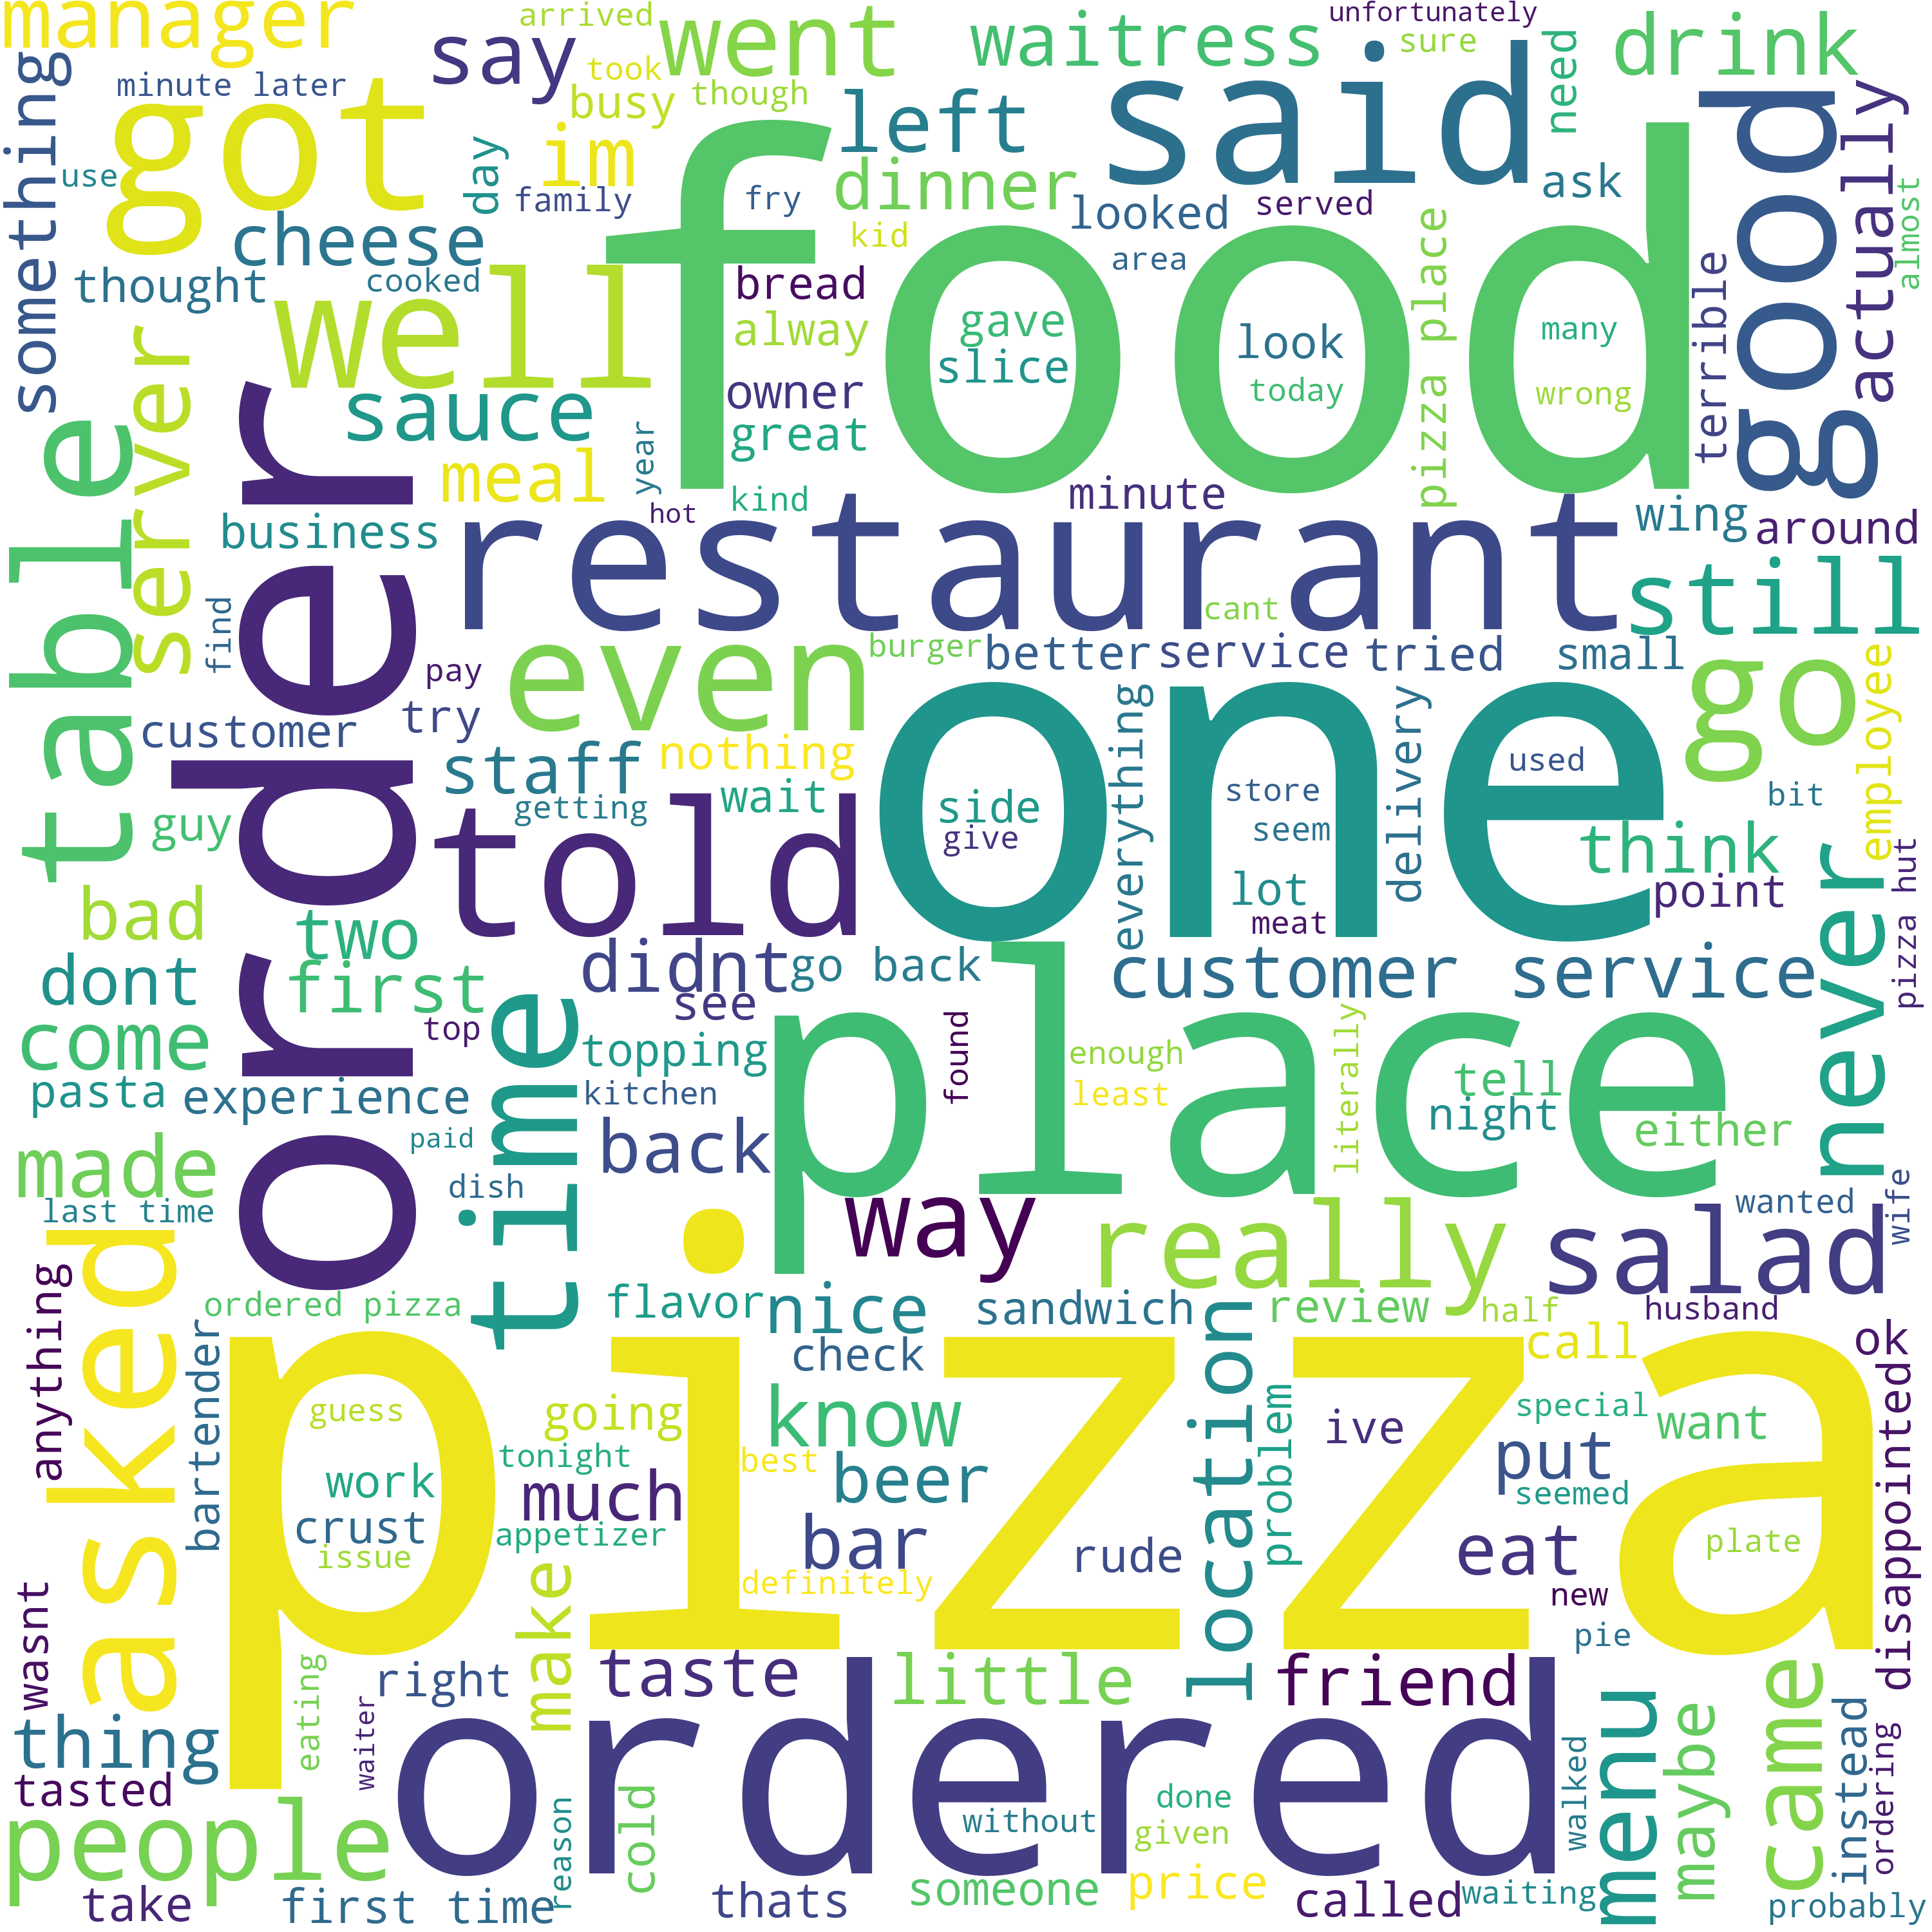 manager
arrived
went
waitress
unfortunately
sure
drink
say
took
something
minute later
got
busy
though
left
said
need
good
actually
im
day
use
family
fry
dinner
looked
served
ask
almost
food
cheese
kid
area
pizza place
terrible
thought
cooked
well
bread
alway
gave
slice
look
many
today
wrong
server
table
order
sauce
owner
great
year
meal
kind
hot
minute
wing
around
business
restaurant
still
find
cant
even
burger
better
service
tried
small
go
employee
pay
customer
try
one
everything
delivery
used
staff
nothing
wait
getting
side
give
store
seem
bit
guy
told
think
never
pizza hut
bad
two
lot
meat
point
dont
first
didnt
go back
customer service
see
come
top
time
topping
place
found
enough
literally
tell
pasta
experience
kitchen
least
night
either
made
paid
back
dish
way
really
salad
wanted
wife
last time
asked
.
anything
ordered pizza
flavor
nice
sandwich
location
review
half
husband
bartender
check
call
ok
pizza
guess
going
know
ive
problem
special
want
disappointed
work
tonight
best
much
beer
put
seemed
crust
appetizer
bar
rude
eat
plate
issue
make
definitely
new
wasnt
pie
eating
right
taste
little
friend
menu
maybe
came
thing
waiter
ordered
tasted
instead
ordering
people
reason
cold
without
done
given
walked
take
first time
thats
someone
price
called
waiting
probably